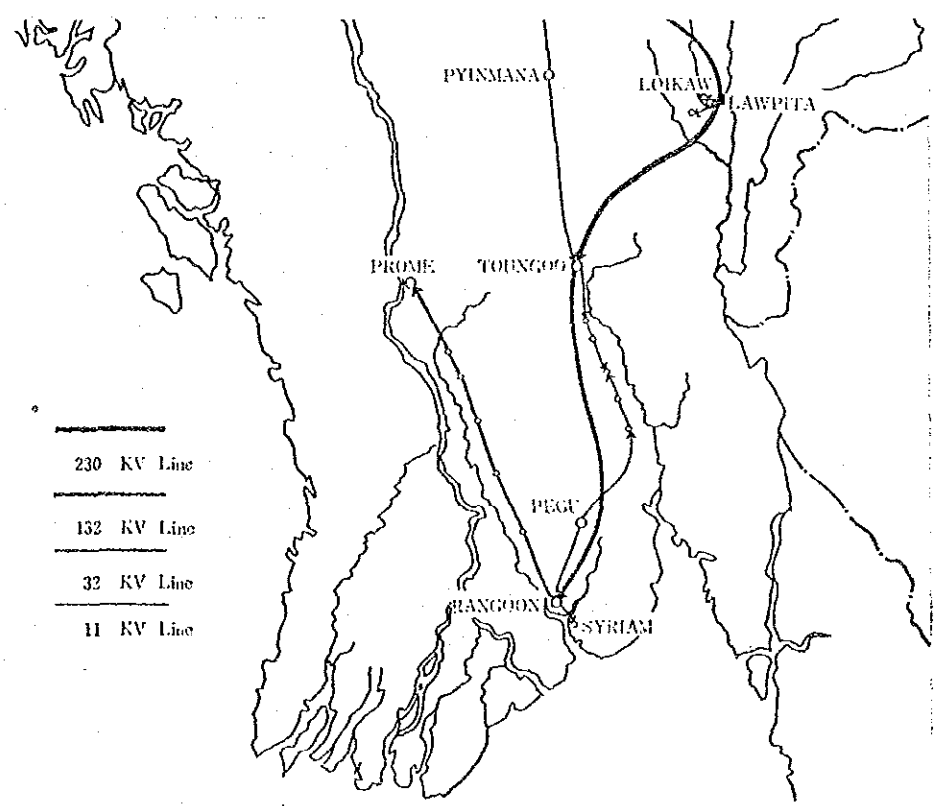 PYINMANA
LOIKAW
LAWPITA
PROME
TOUNGOO
230 KV Line
132 KV Line
32 KV Line
11 KV Line
PEGU
RANGOON
SYRIAM